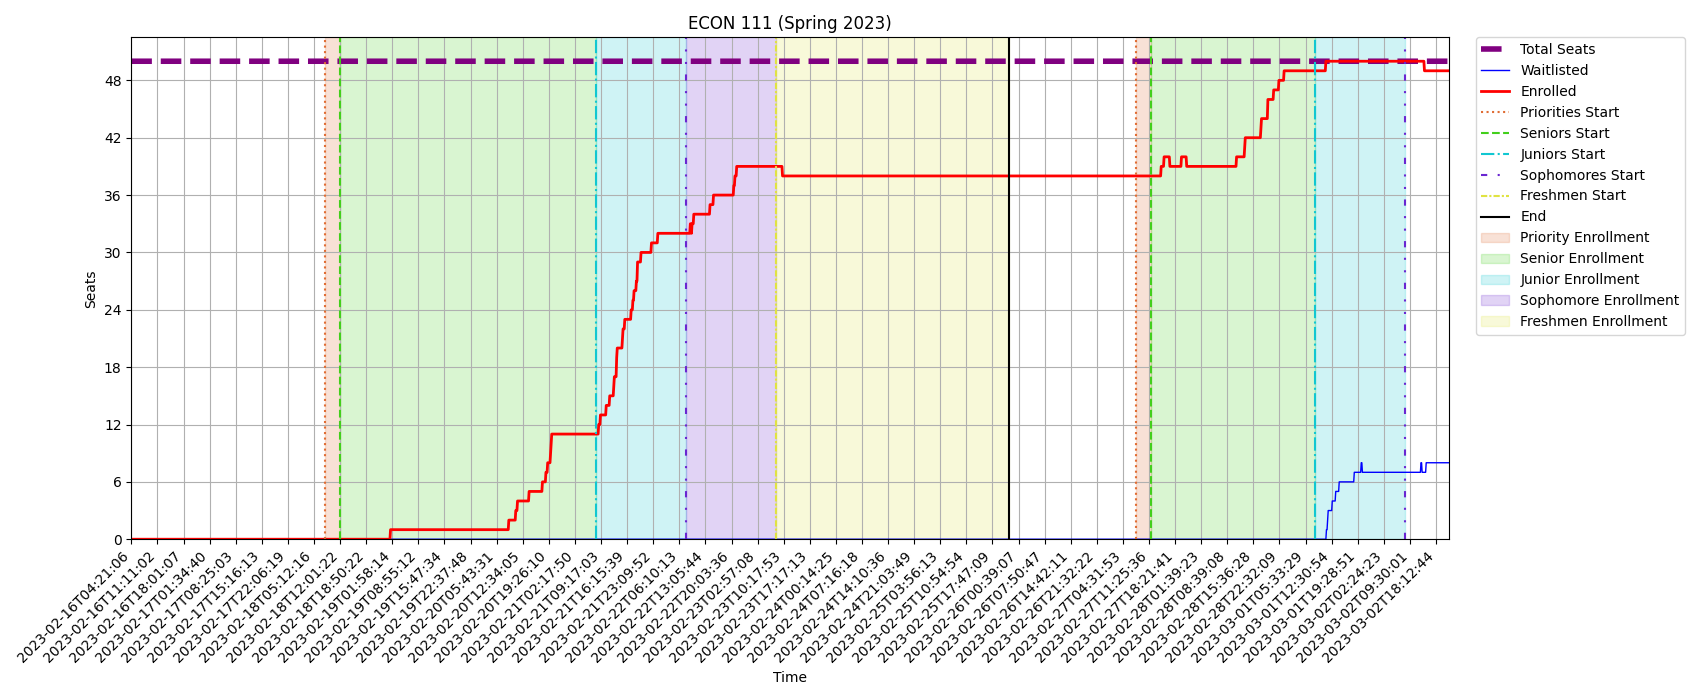 ECON 111 (Spring 2023)
Seats
48
42
36
30
24
18
12
6
0
2023-02-16T04:21:06
2023-02-16T11:11:02
2023-02-16T18:01:07
2023-02-17T01:34:40
2023-02-17T08:25:03
2023-02-17T15:16:13
2023-02-17T22:06:19
2023-02-18T05:12:16
2023-02-18T12:01:22
2023-02-18T18:50:22
2023-02-19T01:58:14
2023-02-19T08:55:12
2023-02-19T15:47:34
2023-02-19T22:37:48
2023-02-20T05:43:31
2023-02-20T12:34:05
2023-02-20T19:26:10
2023-02-21T02:17:50
2023-02-21T09:17:03
2023-02-21T16:15:39
2023-02-21T23:09:52
2023-02-22T06:10:13
2023-02-22T13:05:44
2023-02-22T20:03:36
2023-02-23T02:57:08
2023-02-23T10:17:53
2023-02-23T17:17:13
2023-02-24T00:14:25
2023-02-24T07:16:18
2023-02-24T14:10:36
2023-02-24T21:03:49
2023-02-25T03:56:13
2023-02-25T10:54:54
2023-02-25T17:47:09
2023-02-26T00:39:07
2023-02-26T07:50:47
2023-02-26T14:42:11
2023-02-26T21:32:22
2023-02-27T04:31:53
2023-02-27T11:25:36
2023-02-27T18:21:41
2023-02-28T01:39:23
2023-02-28T08:39:08
2023-02-28T15:36:28
2023-02-28T22:32:09
2023-03-01T05:33:29
2023-03-01T12:30:54
2023-03-01T19:28:51
2023-03-02T02:24:23
2023-03-02T09:30:01
2023-03-02T18:12:44
Time
Total Seats
Waitlisted
Enrolled
Priorities Start
Seniors Start
Juniors Start
Sophomores Start
Freshmen Start
End
Priority Enrollment
Senior Enrollment
Junior Enrollment
Sophomore Enrollment
Freshmen Enrollment